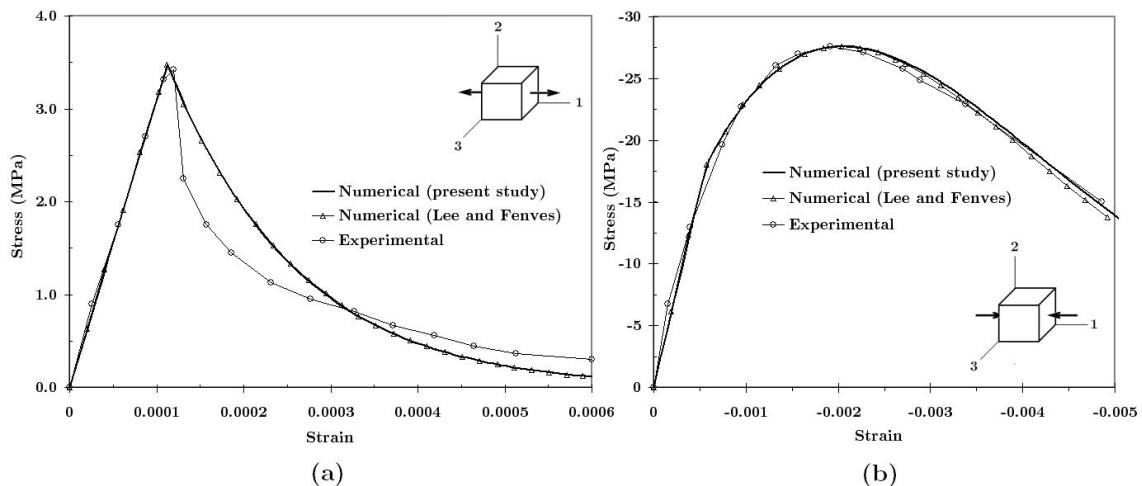 4.0
3.0
2.0
1.0
0.0
Stress (MPa)
2
1
3
Numerical (present study)
Numerical (Lee and Fenves)
Experimental
0
0.0001
0.0002
0.0003
0.0004
0.0005
0.0006
Strain
(a)
-30
-25
-20
-15
-10
-5
0
Stress (MPa)
Numerical (present study)
Numerical (Lee and Fenves)
Experimental
2
1
3
0
-0.001
-0.002
-0.003
-0.004
-0.005
Strain
(b)